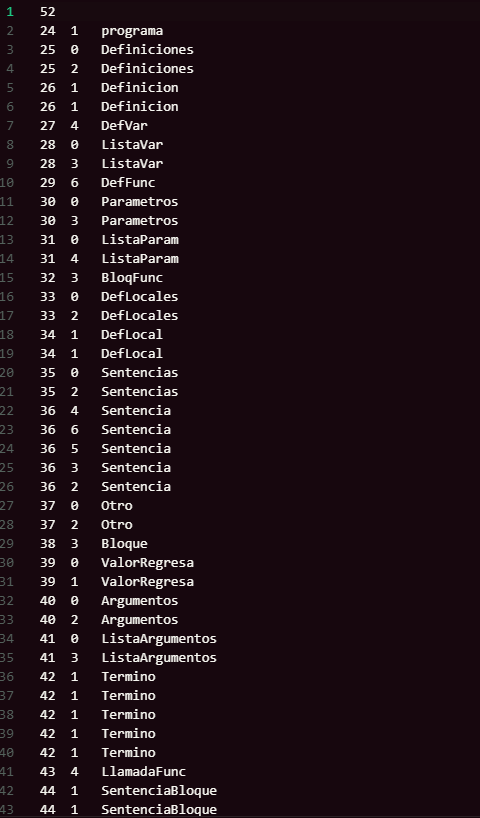 1 52
2 24 1 programa
3 25 0 Definiciones
4 25 2 Definiciones
5 26 1 Definicion
6 26 1 Definicion
7 27 4 DefVar
8 28 0 ListaVar
9 28 3 ListaVar
10 29 6 DefFunc
11 30 0 Parametros
12 30 3 Parametros
13 31 0 ListaParam
14 31 4 ListaParam
15 32 3 BloqFunc
16 33 0 DefLocales
17 33 2 DefLocales
18 34 1 DefLocal
19 34 1 DefLocal
20 35 0 Sentencias
21 35 2 Sentencias
22 36 4 Sentencia
23 36 6 Sentencia
24 36 5 Sentencia
25 36 3 Sentencia
26 36 2 Sentencia
27 37 0 Otro
28 37 2 Otro
29 38 3 Bloque
30 39 0 ValorRegresa
31 39 1 ValorRegresa
32 40 0 Argumentos
33 40 2 Argumentos
34 41 0 ListaArgumentos
35 41 3 ListaArgumentos
36 42 1 Termino
37 42 1 Termino
38 42 1 Termino
39 42 1 Termino
40 42 1 Termino
41 43 4 LlamadaFunc
42 44 1 SentenciaBloque
43 44 1 SentenciaBloque